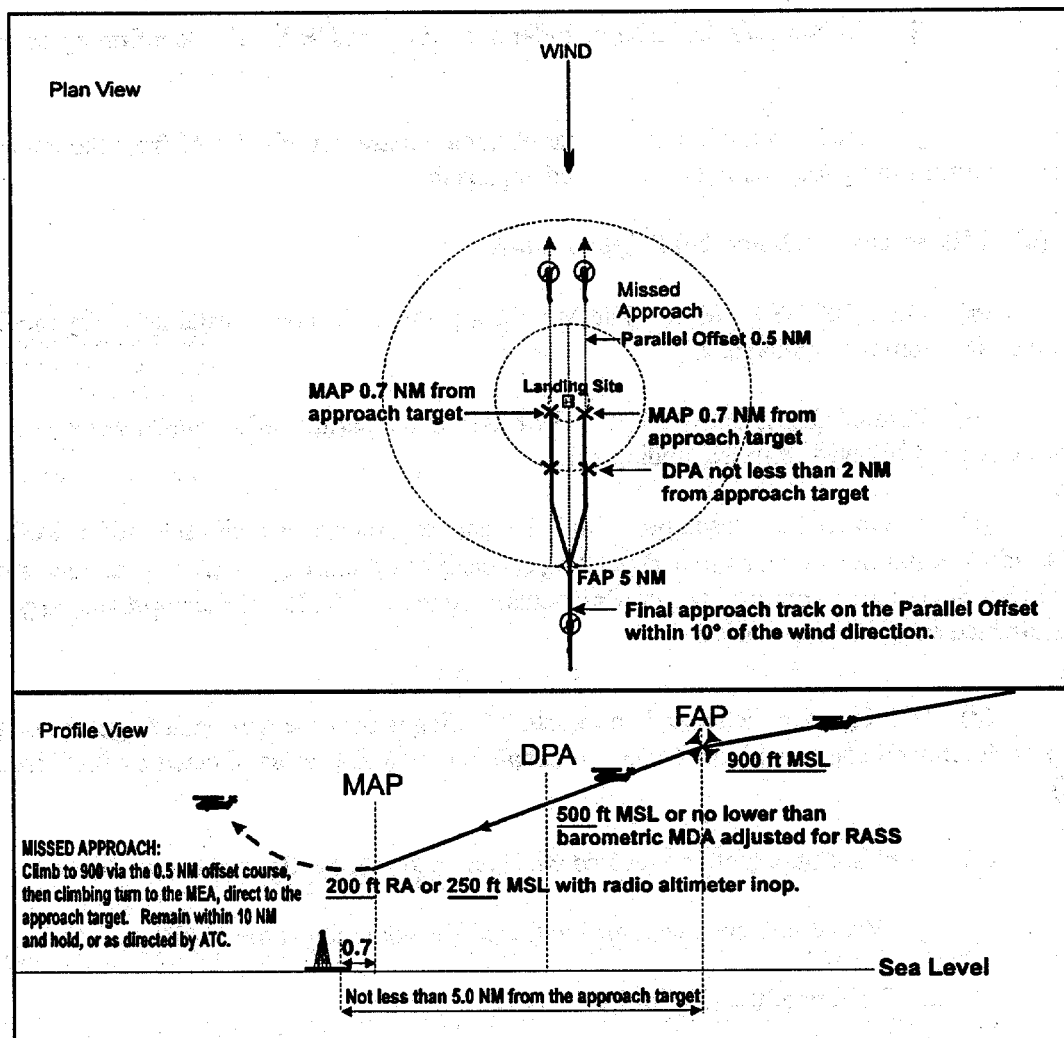 WIND
Plan View
Missed
Approach
Parallel Offset 0.5 NM
MAP 0.7 NM from
approach target
Landing Site
H
MAP 0.7 NM from
approach target
DPA not less than 2 NM
from approach target
FAP 5 NM
Final approach track on the Parallel Offset
within 10° of the wind direction.
Profile View
FAP
DPA
MAP
900 ft MSL
500 ft MSL or no lower than
barometric MDA adjusted for RASS
MISSED APPROACH:
Climb to 900 via the 0.5 NM offset course,
then climbing turn to the MEA, direct to the
approach target. Remain within 10 NM
and hold, or as directed by ATC.
200 ft RA or 250 ft MSL with radio altimeter inop.
0.7
Sea Level
Not less than 5.0 NM from the approach target